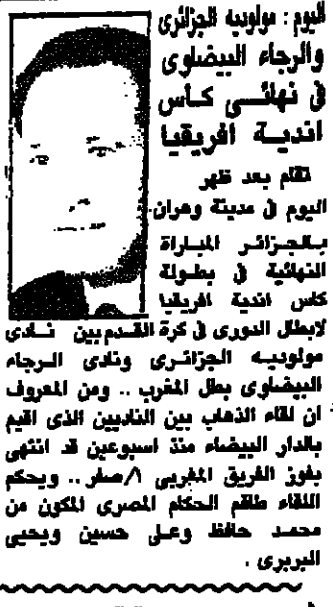 اليوم : مولوديه الجزائرى
والرجاء البيضاوى
فى نهائى كأس
اندية افريقيا
تقام بعد ظهر
اليوم فى مدينة وهران
بالجزائر المباراة
النهائية فى بطولة
كاس اندية افريقيا
لابطال الدورى فى كرة القدم بين نادى
مولوديه الجزائرى ونادى الرجاء
البيضاوى بطل المغرب .. ومن المعروف
ان لقاء الذهاب بين الناديين الذى اقيم
بالدار البيضاء منذ اسبوعين قد انتهى
بفوز الفريق المغربى ١/صفر .. ويحكم
اللقاء طاقم الحكام المصرى المكون من
محمد حافظ وعلى حسين ويحيى
البربرى .